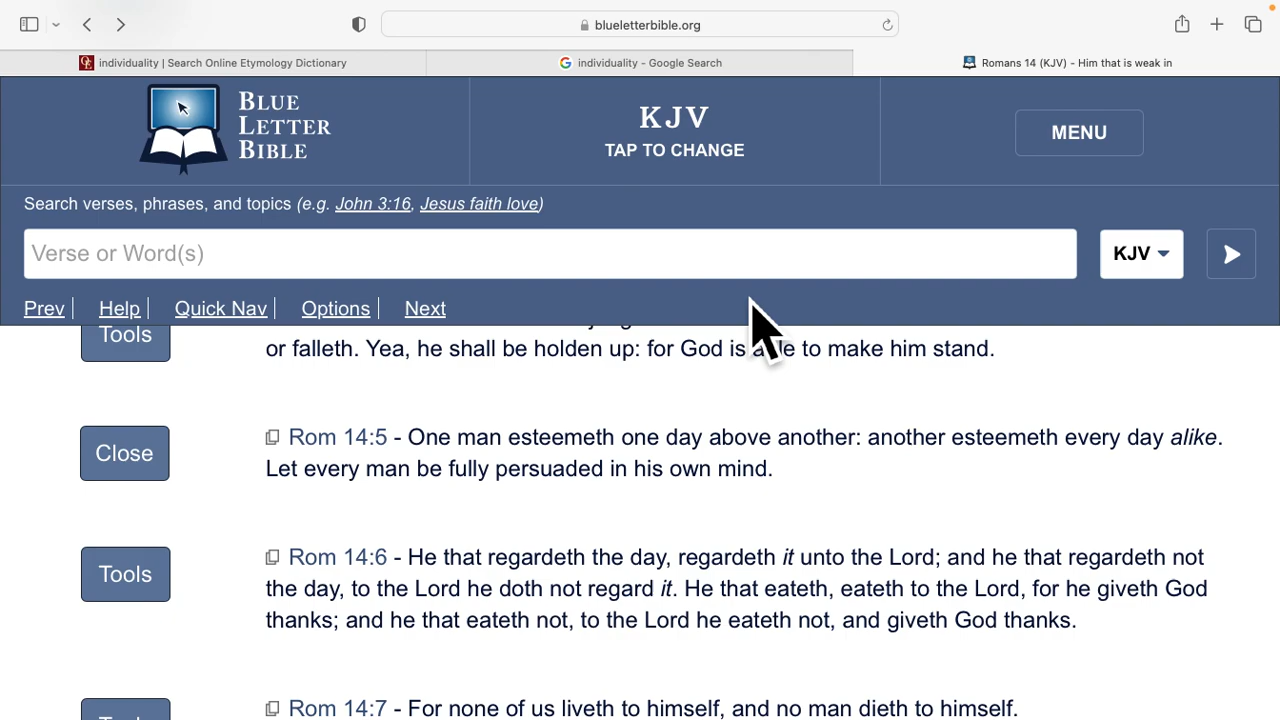 blueletterbible.org
individuality | Search Online Etymology Dictionary
individuality - Google Search
Romans 14 (KJV) - Him that is weak in
BLUE
LETTER
BIBLE
KJV
TAP TO CHANGE
MENU
Search verses, phrases, and topics (e.g. John 3:16, Jesus faith love)
Verse or Word(s)
KJV
Prev | Help | Quick Nav | Options | Next
Tools
or falleth. Yea, he shall be holden up: for God is to make him stand.
Close
Rom 14:5 - One man esteemeth one day above another: another esteemeth every day alike.
Let every man be fully persuaded in his own mind.
Tools
Rom 14:6 - He that regardeth the day, regardeth it unto the Lord; and he that regardeth not
the day, to the Lord he doth not regard it. He that eateth, eateth to the Lord, for he giveth God
thanks; and he that eateth not, to the Lord he eateth not, and giveth God thanks.
Rom 14:7 - For none of us liveth to himself, and no man dieth to himself.